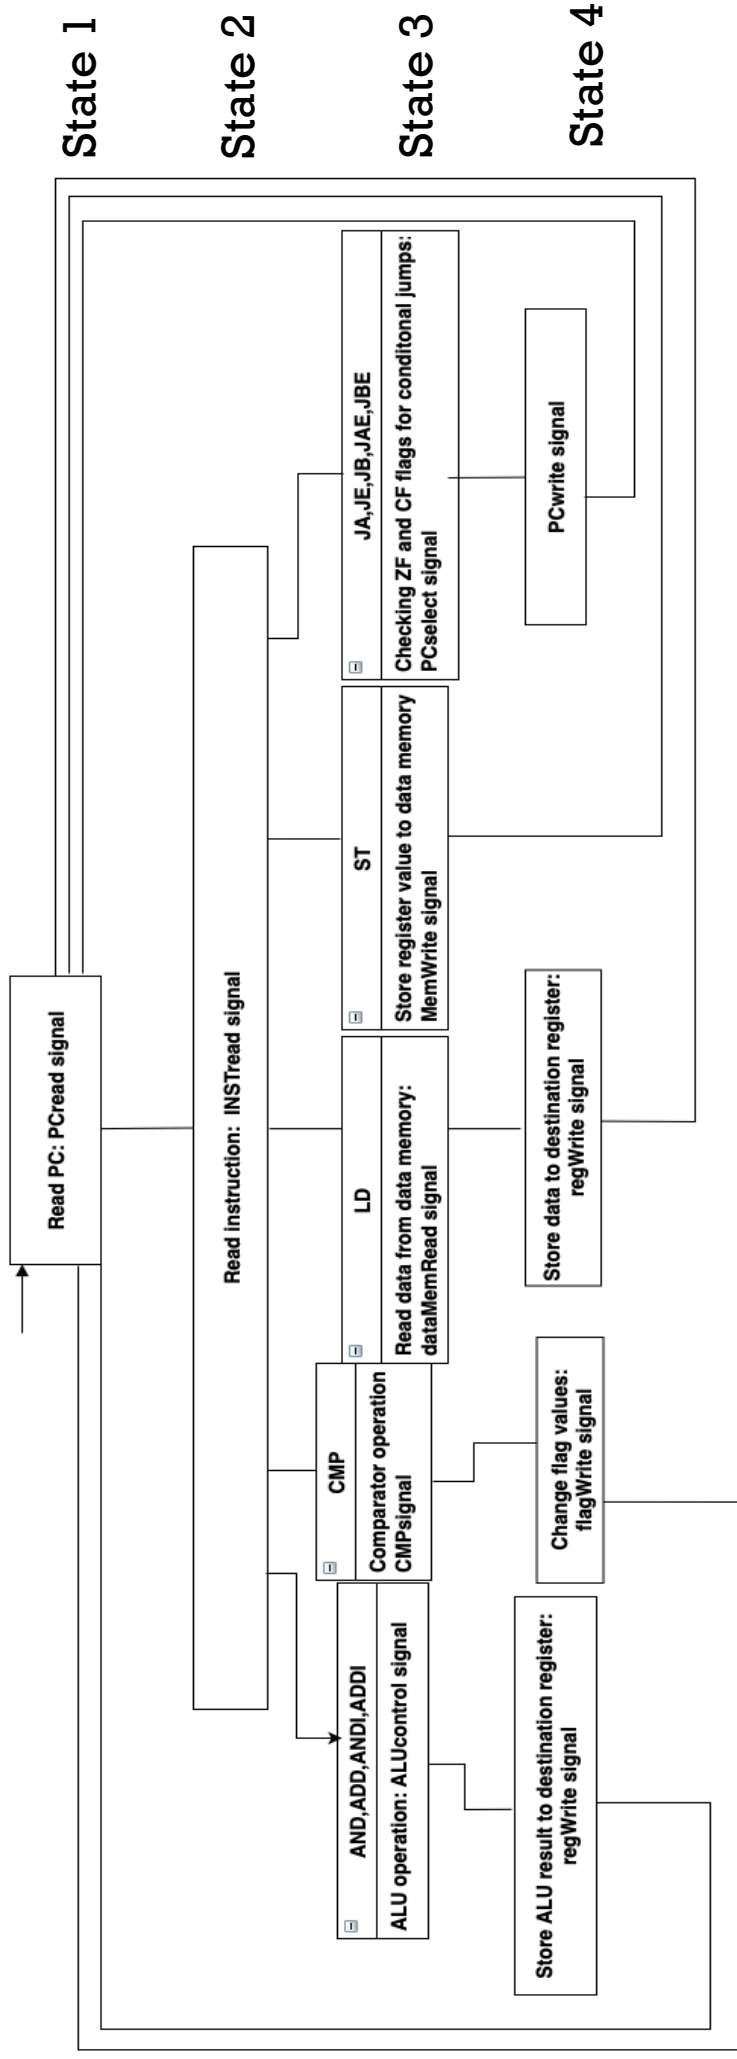 Read PC: PCread signal
State 1
Read instruction:  INSTread signal
State 2
AND,ADD,ANDI,ADDI
ALU operation: ALUcontrol signal
CMP
Comparator operation
CMPsignal
LD
Read data from data memory:
dataMemRead signal
ST
Store register value to data memory
MemWrite signal
JA,JE,JB,JAE,JBE
Checking ZF and CF flags for conditonal jumps:
PCselect signal
State 3
Store ALU result to destination register:
regWrite signal
Change flag values:
flagWrite signal
Store data to destination register:
regWrite signal
PCwrite signal
State 4